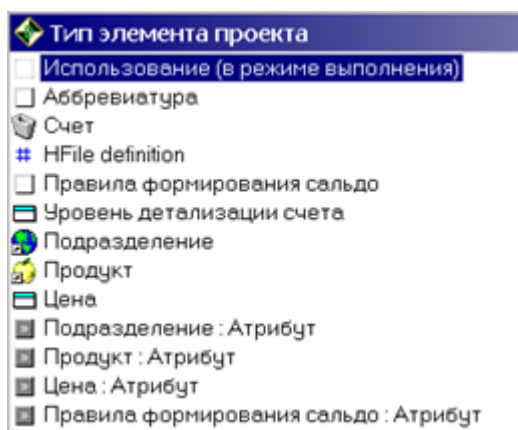 Тип элемента проекта
Использование (в режиме выполнения)
Аббревиатура
Счет
# HFile definition
Правила формирования сальдо
Уровень детализации счета
Подразделение
Продукт
Цена
Подразделение : Атрибут
Продукт : Атрибут
Цена : Атрибут
Правила формирования сальдо : Атрибут